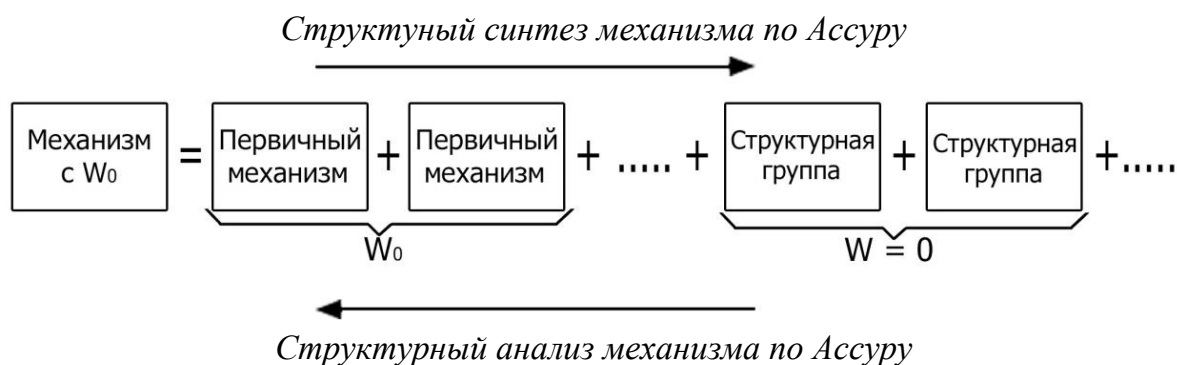 Структуный синтез механизма по Ассуру
Механизм
с W₀
=
Первичный
механизм
+
Первичный
механизм
+ ..... +
Структурная
группа
+
Структурная
группа
+.....
W₀
W = 0
Структурный анализ механизма по Ассуру